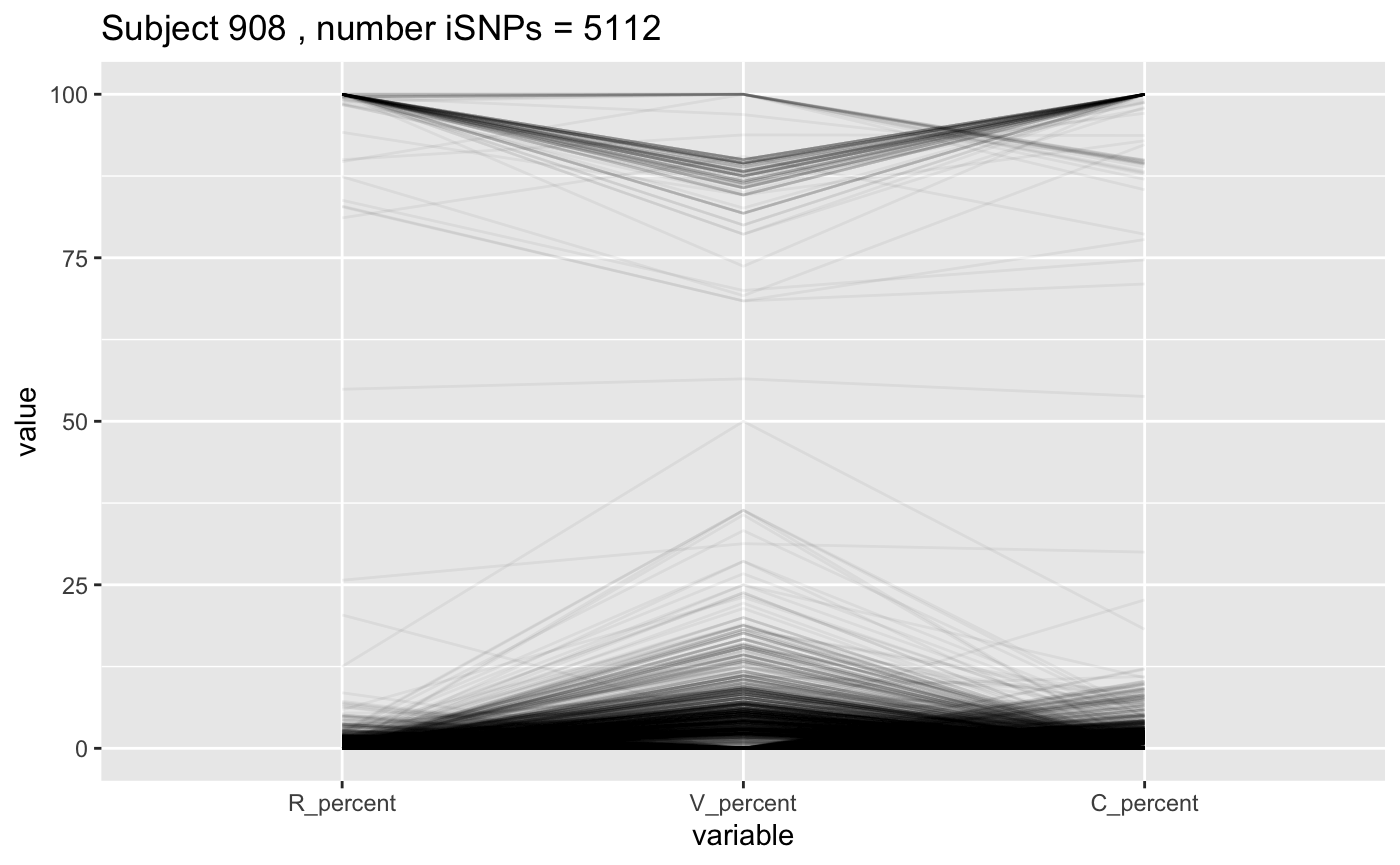 Subject 908 , number iSNPs = 5112
100
75
50
25
0
value
R_percent V_percent C_percent
variable